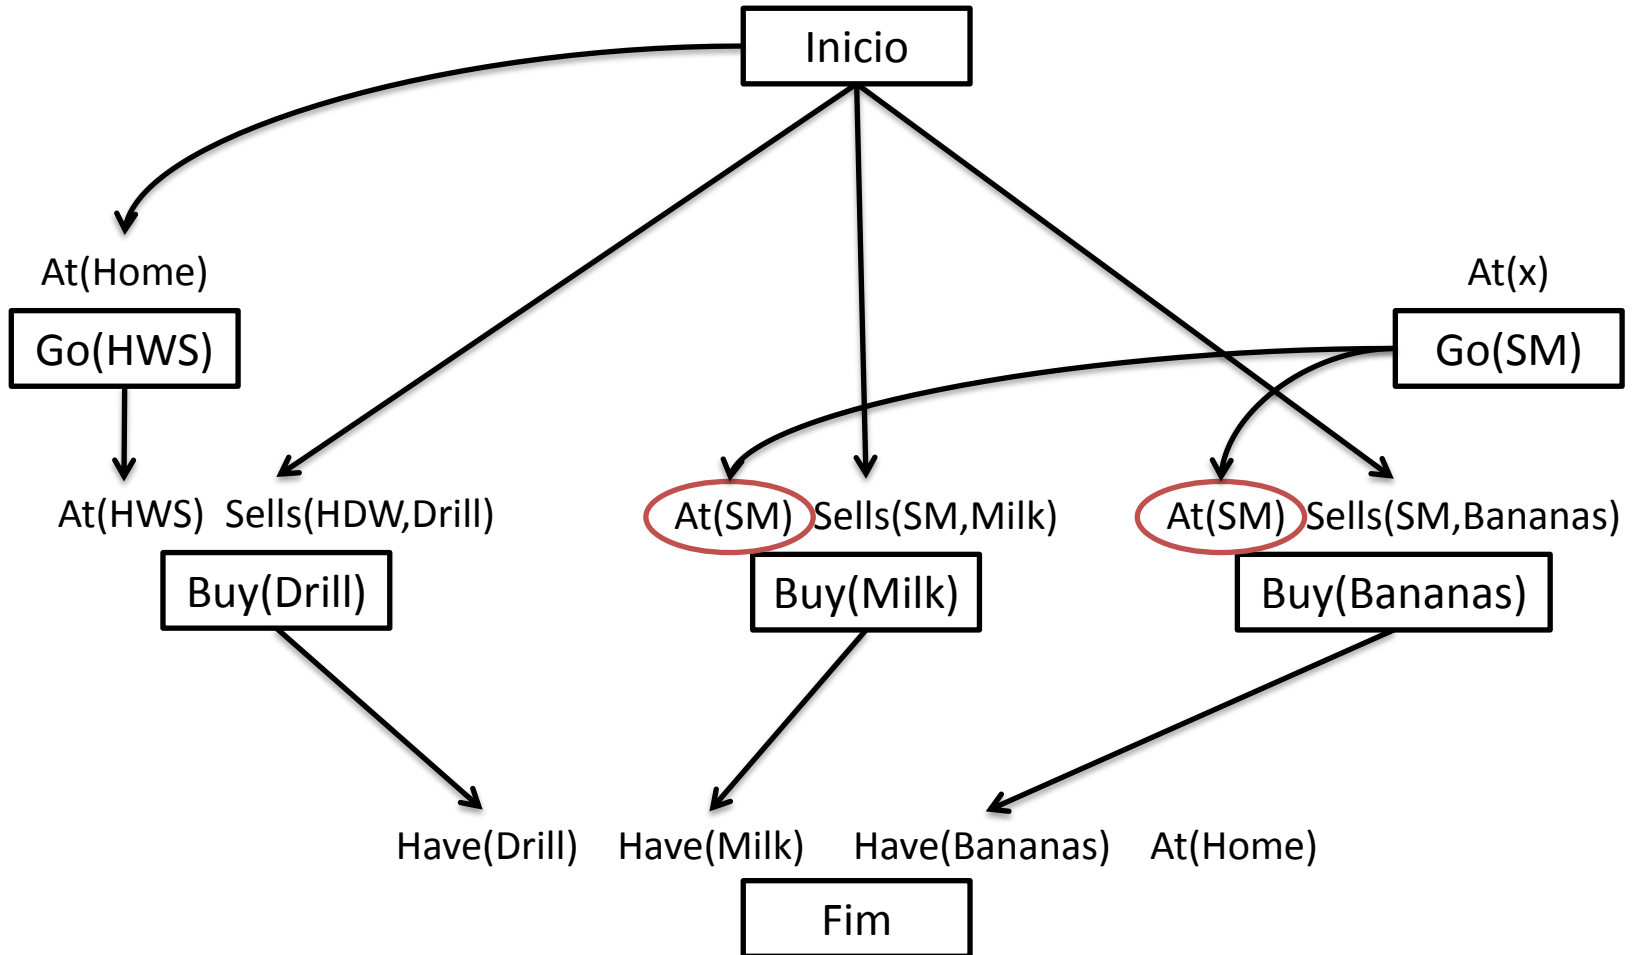 Inicio
At(Home)
At(x)
Go(HWS)
Go(SM)
At(HWS) Sells(HDW,Drill)
At(SM) Sells(SM,Milk)
At(SM) Sells(SM,Bananas)
Buy(Drill)
Buy(Milk)
Buy(Bananas)
Have(Drill) Have(Milk) Have(Bananas) At(Home)
Fim